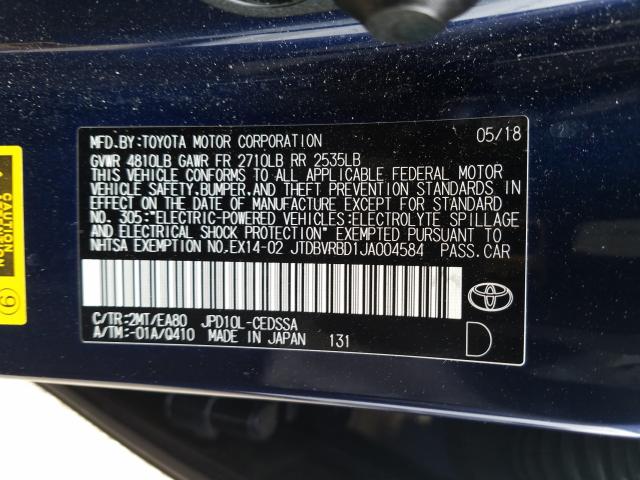 MFD.BY:TOYOTA MOTOR CORPORATION 05/18
GVWR 4810LB GAWR FR 2710LB RR 2535LB
THIS VEHICLE CONFORMS TO ALL APPLICABLE FEDERAL MOTOR
VEHICLE SAFETY,BUMPER,AND THEFT PREVENTION STANDARDS IN
EFFECT ON THE DATE OF MANUFACTURE EXCEPT FOR STANDARD
NO. 305:"ELECTRIC-POWERED VEHICLES:ELECTROLYTE SPILLAGE
AND ELECTRICAL SHOCK PROTECTION" EXEMPTED PURSUANT TO
NHTSA EXEMPTION NO.EX14-02 JTDBVRBD1JA004584 PASS.CAR
C/TR:2MT/EA80 JPD10L-CEDSSA
A/TM:-01A/Q410 MADE IN JAPAN 131
D
CAUTION
9